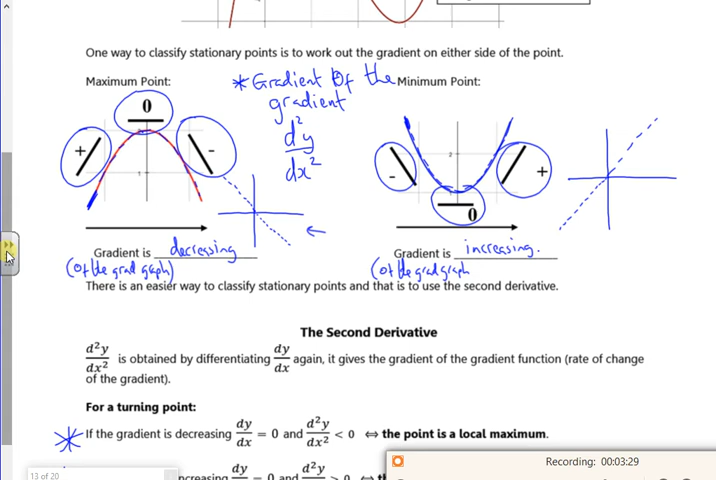 One way to classify stationary points is to work out the gradient on either side of the point.
Maximum Point:
* Gradient of the
gradient
Minimum Point:
0
+
-
d²y
dx²
-
+
0
Gradient is decreasing
(of the grad graph)
Gradient is increasing.
(of the grad graph
There is an easier way to classify stationary points and that is to use the second derivative.
The Second Derivative
d²y/dx² is obtained by differentiating dy/dx again, it gives the gradient of the gradient function (rate of change
of the gradient).
For a turning point:
* If the gradient is decreasing dy/dx = 0 and d²y/dx² < 0 ⇔ the point is a local maximum.
13 of 20
Recording: 00:03:29